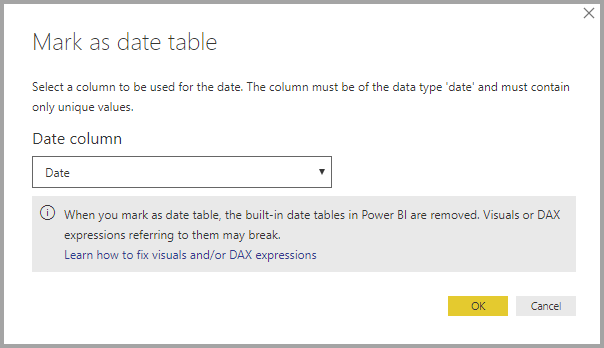 Mark as date table
Select a column to be used for the date. The column must be of the data type 'date' and must contain
only unique values.
Date column
Date
When you mark as date table, the built-in date tables in Power BI are removed. Visuals or DAX
expressions referring to them may break.
Learn how to fix visuals and/or DAX expressions
OK Cancel